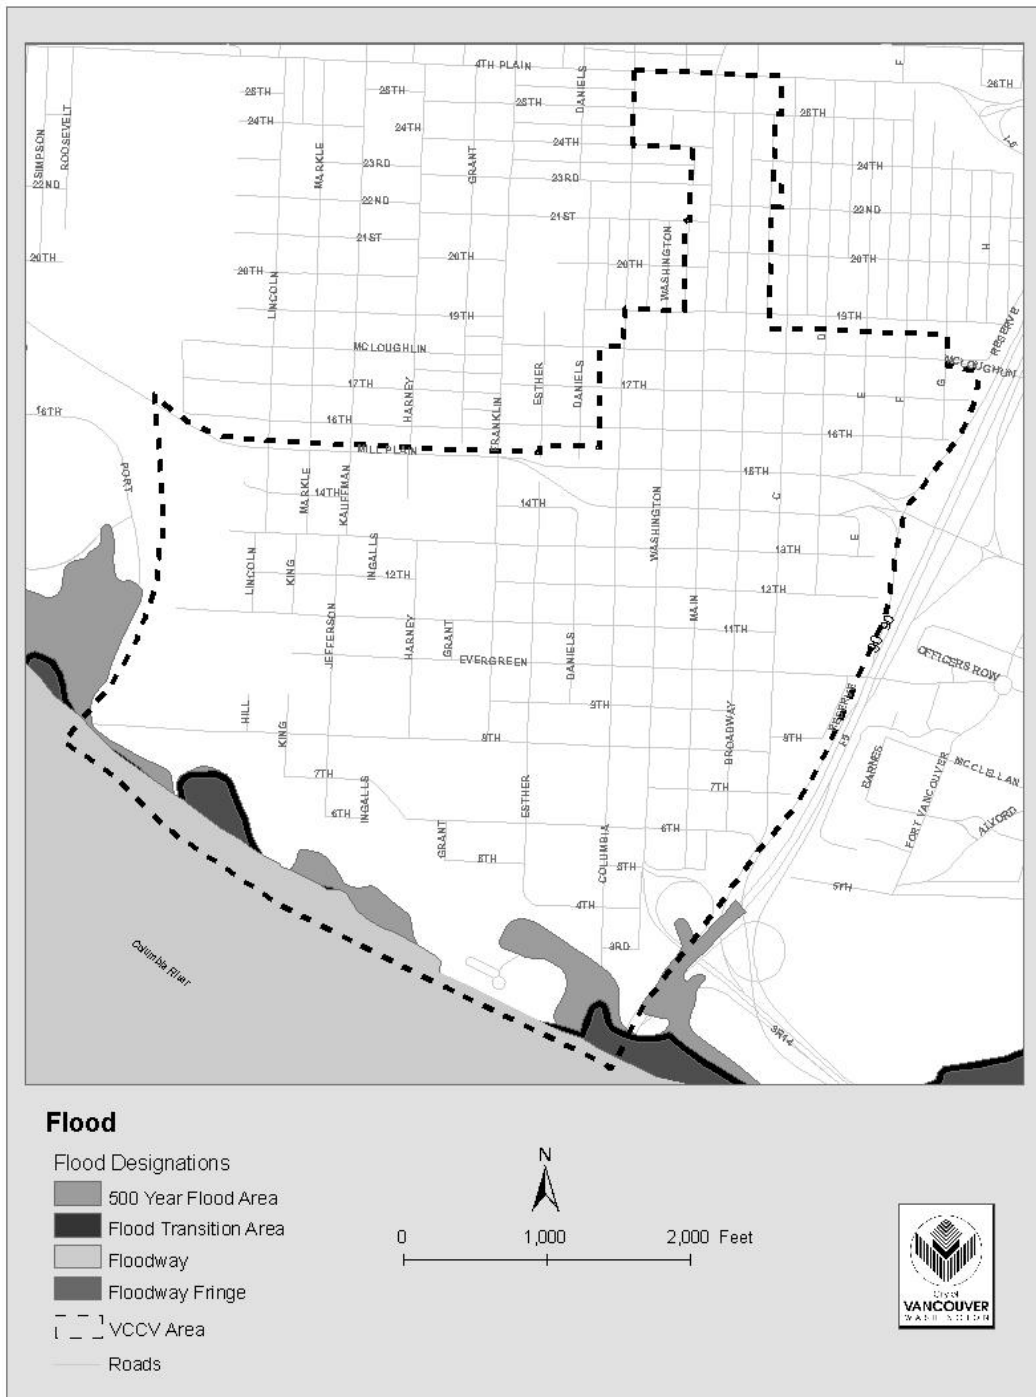 4TH PLAIN
F
25TH
25TH
25TH
DANIELS
26TH
25TH
SIMPSON
ROOSEVELT
24TH
24TH
24TH
I-5
MARKLE
23RD
GRANT
23RD
24TH
22ND
22ND
22ND
21ST
21ST
WASHINGTON
H
20TH
20TH
20TH
20TH
20TH
LINCOLN
19TH
19TH
RESERVE
MCLOUGHLIN
D
MCLOUGHLIN
17TH
HARNEY
ESTHER
DANIELS
17TH
E
F
G
16TH
16TH
FRANKLIN
16TH
MILL PLAIN
15TH
PORT
MARKLE
14TH
KAUFFMAN
14TH
WASHINGTON
C
E
13TH
LINCOLN
KING
INGALLS
12TH
12TH
MAIN
JEFFERSON
HARNEY
GRANT
11TH
EVERGREEN
DANIELS
OFFICERS ROW
9TH
RESERVE
HILL
KING
8TH
BROADWAY
8TH
I-5
BARNES
FORT VANCOUVER
MCCLELLAN
7TH
INGALLS
ESTHER
7TH
6TH
GRANT
COLUMBIA
6TH
ALVORD
5TH
5TH
5TH
4TH
3RD
Columbia River
SR14
Flood
Flood Designations
500 Year Flood Area
Flood Transition Area
Floodway
Floodway Fringe
VCCV Area
Roads
N
0 1,000 2,000 Feet
City of
VANCOUVER
WASHINGTON